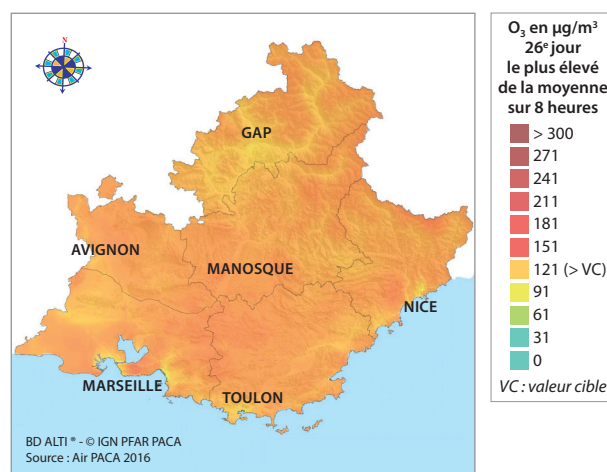 N
GAP
AVIGNON
MANOSQUE
NICE
MARSEILLE
TOULON
BD ALTI ® - © IGN PFAR PACA
Source : Air PACA 2016
O₃ en µg/m³
26ᵉ jour
le plus élevé
de la moyenne
sur 8 heures
> 300
271
241
211
181
151
121 (> VC)
91
61
31
0
VC : valeur cible